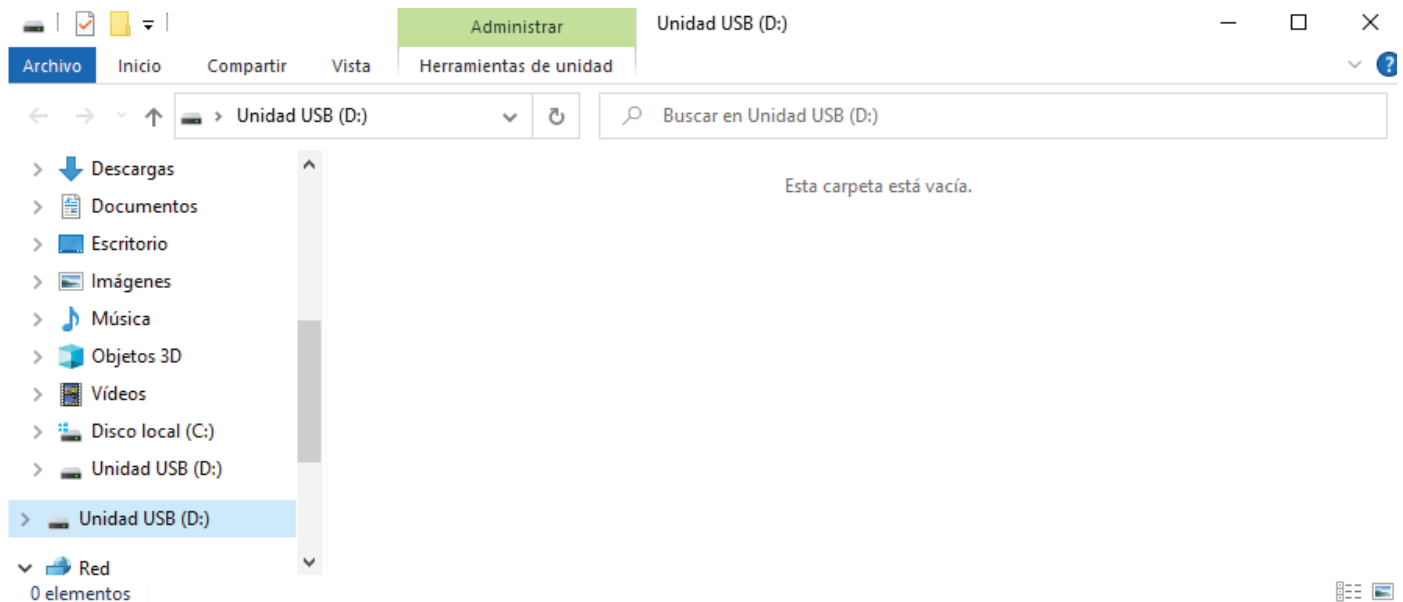 Administrar
Unidad USB (D:)
Archivo Inicio Compartir Vista Herramientas de unidad ?
Unidad USB (D:) Buscar en Unidad USB (D:)
Descargas
Esta carpeta está vacía.
Documentos
Escritorio
Imágenes
Música
Objetos 3D
Vídeos
Disco local (C:)
Unidad USB (D:)
Unidad USB (D:)
Red
0 elementos